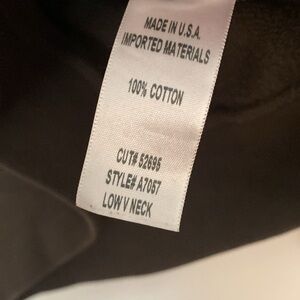 MADE IN U.S.A.
IMPORTED MATERIALS
100% COTTON
CUT# 52695
STYLE# A7057
LOW V NECK